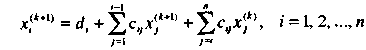 $x_i^{(k+1)} = d_i + \sum_{j=1}^{i-1} c_{ij} x_j^{(k+1)} + \sum_{j=i}^{n} c_{ij} x_j^{(k)}, \quad i = 1, 2, ..., n$